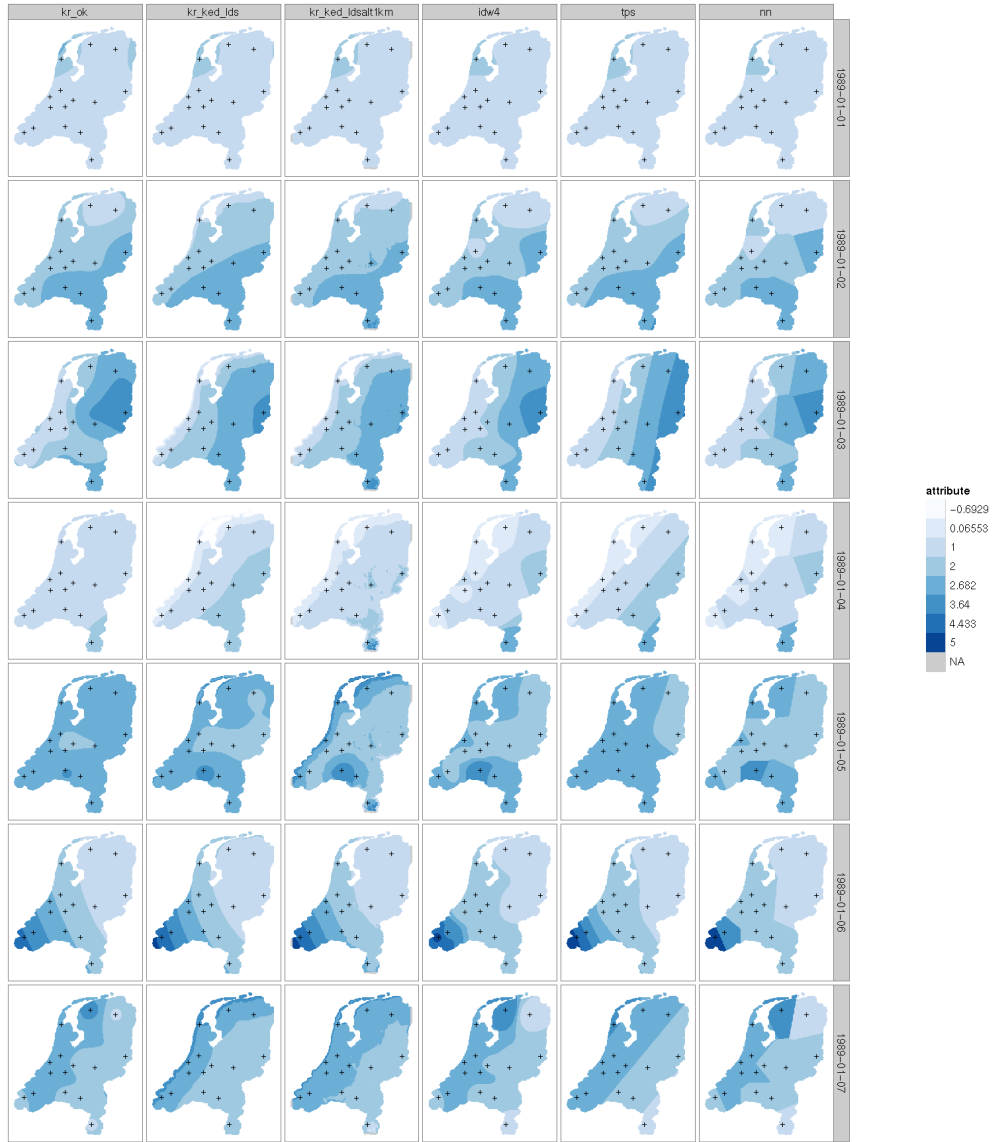 kr_ok
kr_ked_lds
kr_ked_ldsalt1km
idw4
tps
nn
1989-01-01
1989-01-02
1989-01-03
1989-01-04
1989-01-05
1989-01-06
1989-01-07
attribute
−0.6929
0.06553
1
2
2.682
3.64
4.433
5
NA